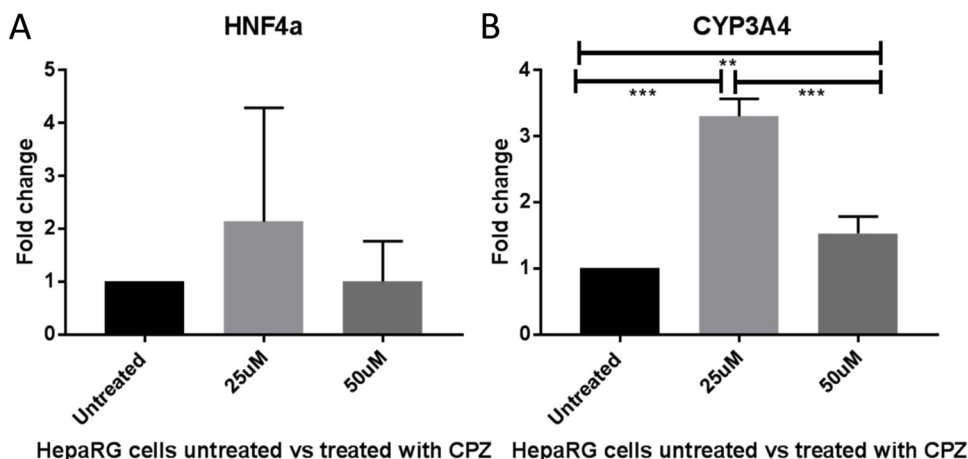 A
HNF4a
Fold change
5
4
3
2
1
0
Untreated
25uM
50uM
HepaRG cells untreated vs treated with CPZ
B
CYP3A4
Fold change
4
3
2
1
0
**
***
***
Untreated
25uM
50uM
HepaRG cells untreated vs treated with CPZ